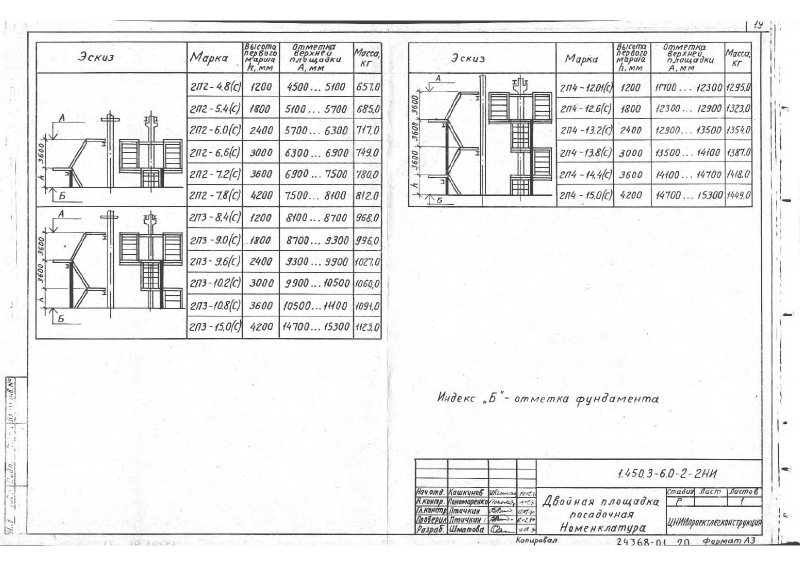 19
Эскиз Марка Высота первого марша h, мм Отметка верхней площадки А, мм Масса, кг
2П2-4.8(С) 1200 4500...5100 657,0
2П2-5.4(С) 1800 5100...5700 685,0
2П2-6.0(С) 2400 5700...6300 717,0
2П2-6.6(С) 3000 6300...6900 749,0
2П2-7.2(С) 3600 6900...7500 780,0
2П2-7.8(С) 4200 7500...8100 812,0
А
3600
h
Б
2П3-8.4(С) 1200 8100...8700 968,0
2П3-9.0(С) 1800 8700...9300 996,0
2П3-9.6(С) 2400 9300...9900 1027,0
2П3-10.2(С) 3000 9900...10500 1060,0
2П3-10.8(С) 3600 10500...11100 1091,0
2П3-15.0(С) 4200 14700...15300 1123,0
А
3600
3600
h
Б
Эскиз Марка Высота первого марша h, мм Отметка верхней площадки А, мм Масса, кг
2П4-12.01(С) 1200 11700...12300 1295,0
2П4-12.6(С) 1800 12300...12900 1323,0
2П4-13.2(С) 2400 12900...13500 1354,0
2П4-13.8(С) 3000 13500...14100 1387,0
2П4-14.4(С) 3600 14100...14700 1418,0
2П4-15.0(С) 4200 14700...15300 1449,0
А
3600
3600
3600
h
Б
Индекс „Б"-отметка фундамента
1.450.3-6.0-2-2НИ
Нач.отд. Кошкинов
Н.контр. Пономаренко
Гл.контр Птичкин
Проверил Птичкин
Разраб. Шмапова
Двойная площадка
посадочная
Номенклатура
Стадия Лист Листов
Р 1
ЦНИИпроектлегконструкция
Копировал 24368-01 20 Формат А3